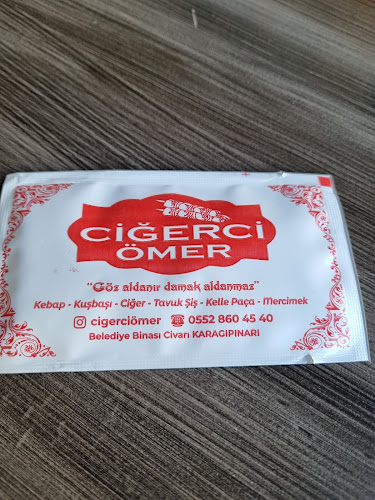 CİĞERCİ
ÖMER
"Göz aldanır damak aldanmaz"
Kebap - Kuşbaşı - Ciğer - Tavuk Şiş - Kelle Paça - Mercimek
cigerciömer 0552 860 45 40
Belediye Binası Civarı KARAGIPINARI